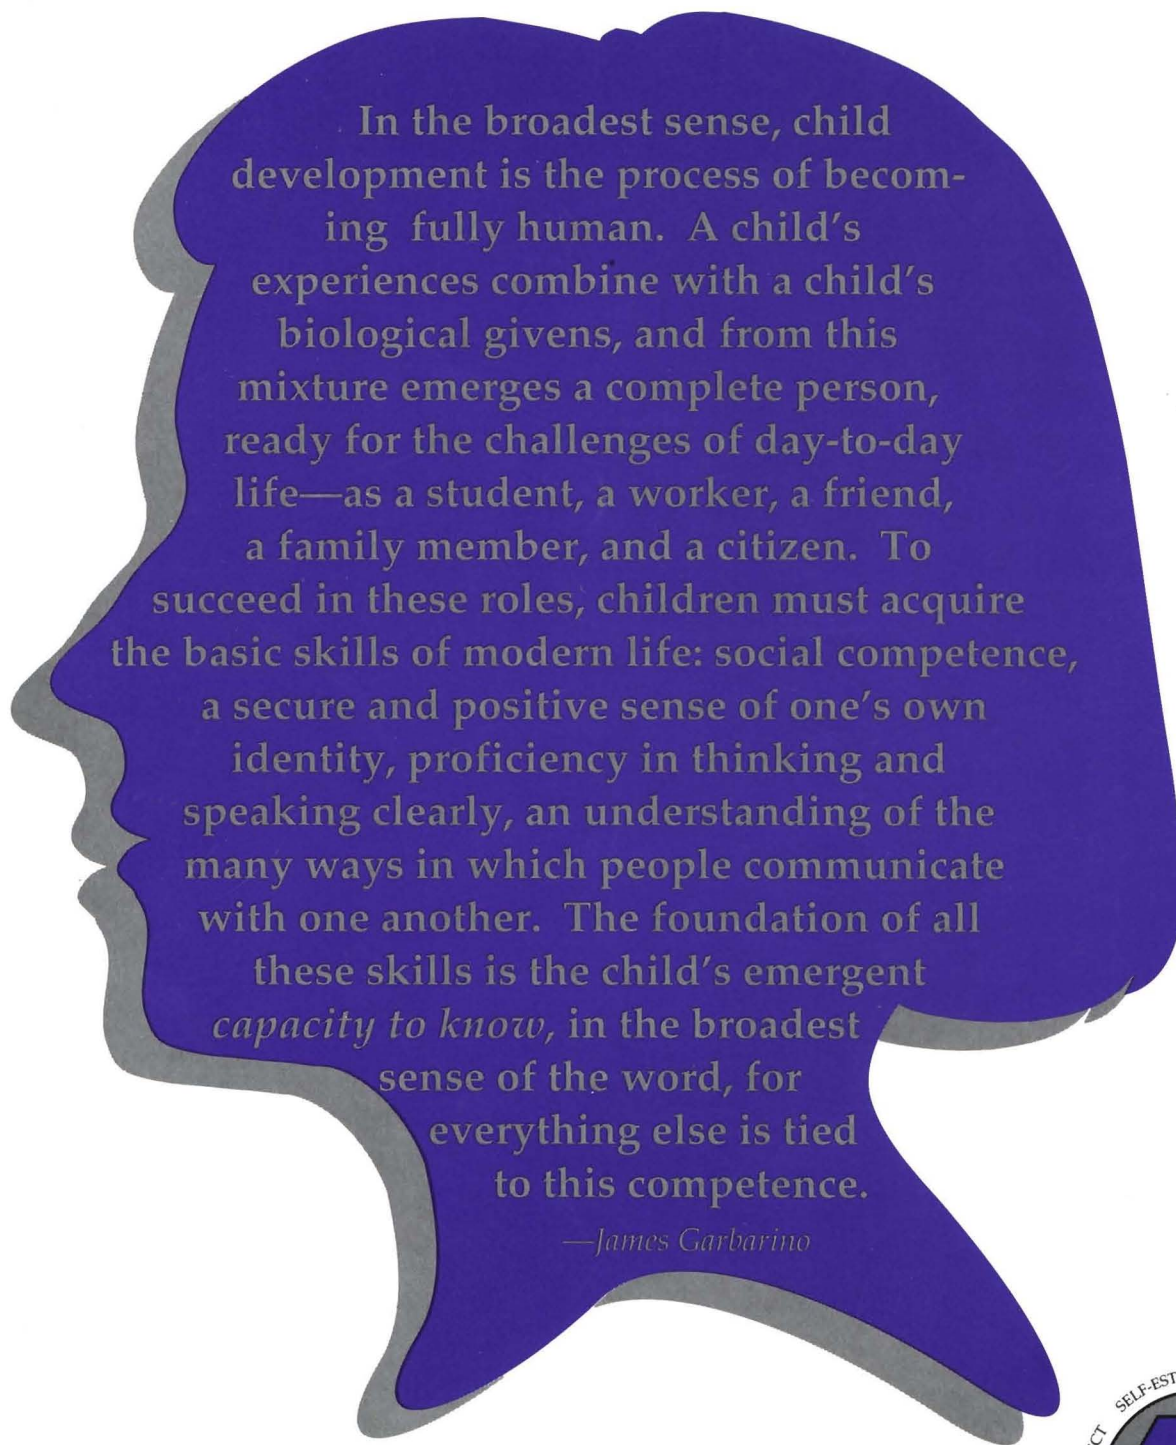 In the broadest sense, child
development is the process of becom-
ing fully human. A child's
experiences combine with a child's
biological givens, and from this
mixture emerges a complete person,
ready for the challenges of day-to-day
life—as a student, a worker, a friend,
a family member, and a citizen. To
succeed in these roles, children must acquire
the basic skills of modern life: social competence,
a secure and positive sense of one's own
identity, proficiency in thinking and
speaking clearly, an understanding of the
many ways in which people communicate
with one another. The foundation of all
these skills is the child's emergent
capacity to know, in the broadest
sense of the word, for
everything else is tied
to this competence.
—James Garbarino